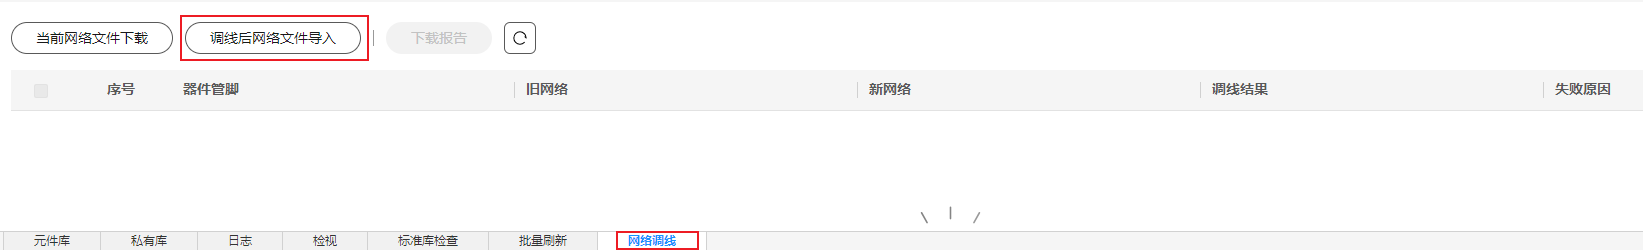 当前网络文件下载 调线后网络文件导入 下载报告
序号 器件管脚 旧网络 新网络 调线结果 失败原因
元件库 私有库 日志 检视 标准库检查 批量刷新 网络调线